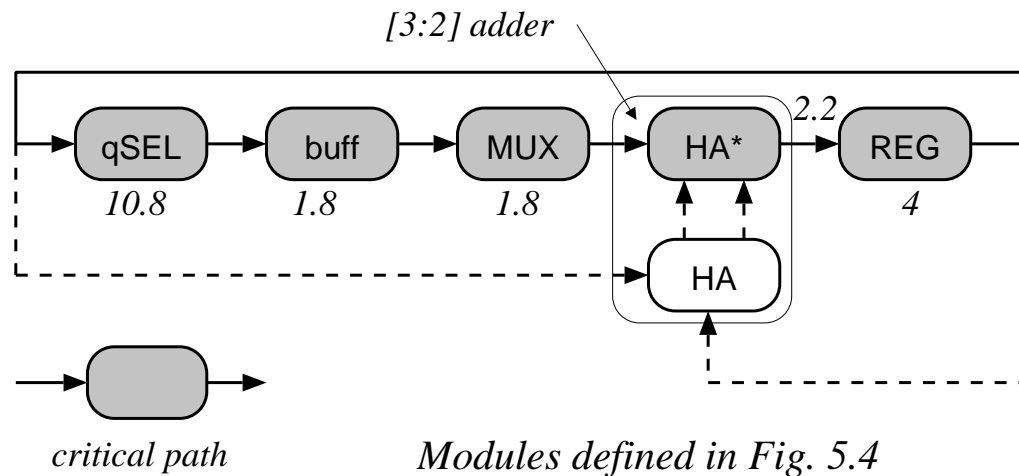 [3:2] adder
2.2
qSEL buff MUX HA* REG
10.8 1.8 1.8 4
HA
critical path
Modules defined in Fig. 5.4